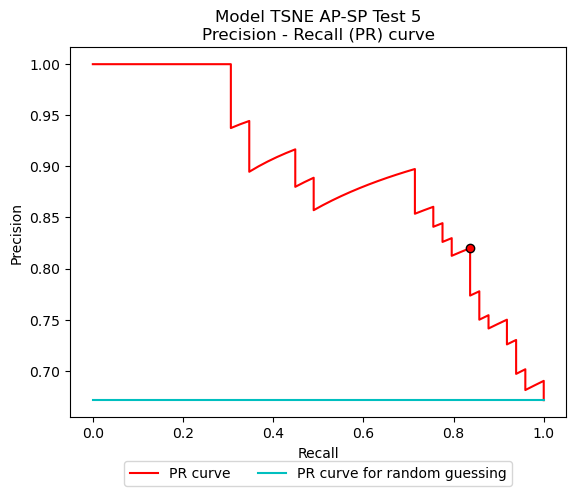 Model TSNE AP-SP Test 5
Precision - Recall (PR) curve
Precision
1.00
0.95
0.90
0.85
0.80
0.75
0.70
0.0 0.2 0.4 0.6 0.8 1.0
Recall
PR curve PR curve for random guessing